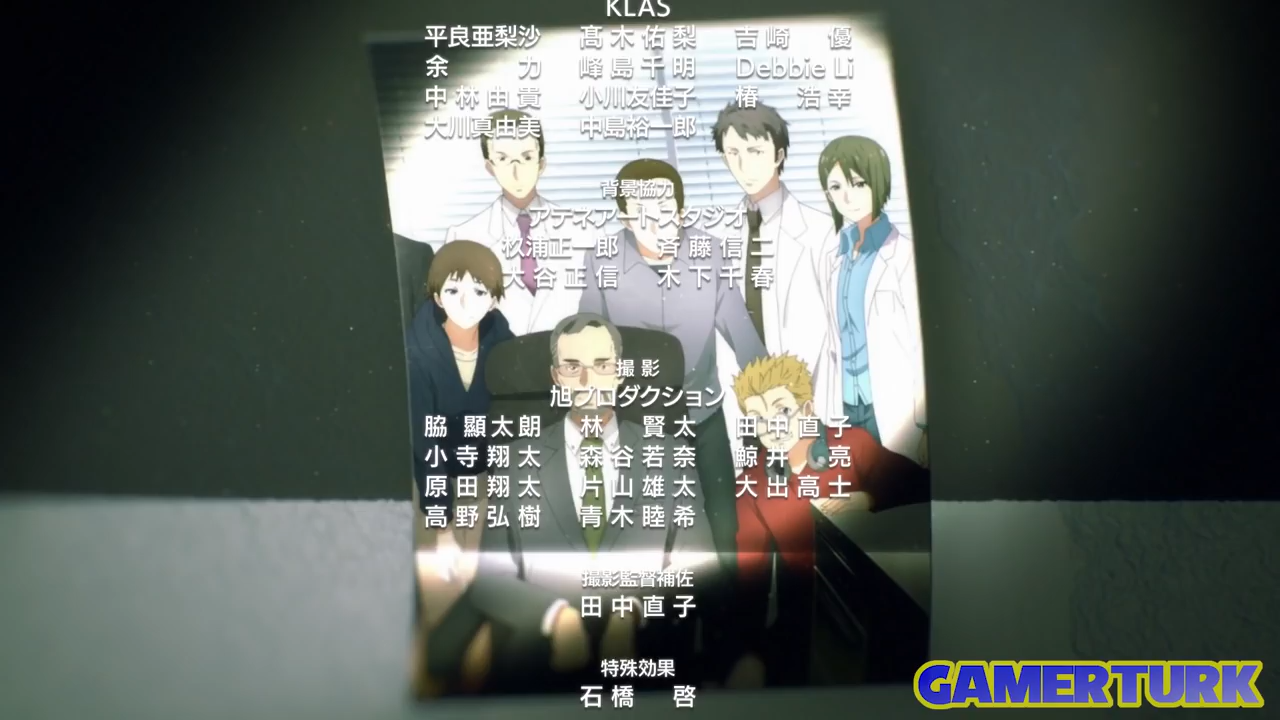 KLAS
平良亜梨沙 髙木佑梨 吉崎 優
余 力 峰島千明 Debbie Li
中林由貴 小川友佳子 椿 浩幸
大川真由美 中島裕一郎
背景協力
アテネアートスタジオ
杦浦正一郎 斉藤信二
大谷正信 木下千春
撮影
旭プロダクション
脇 顯太朗 林 賢太 田中直子
小寺翔太 森谷若奈 鯨井 亮
原田翔太 片山雄太 大出高士
高野弘樹 青木睦希
撮影監督補佐
田中直子
特殊効果
石橋 啓
GAMERTURK